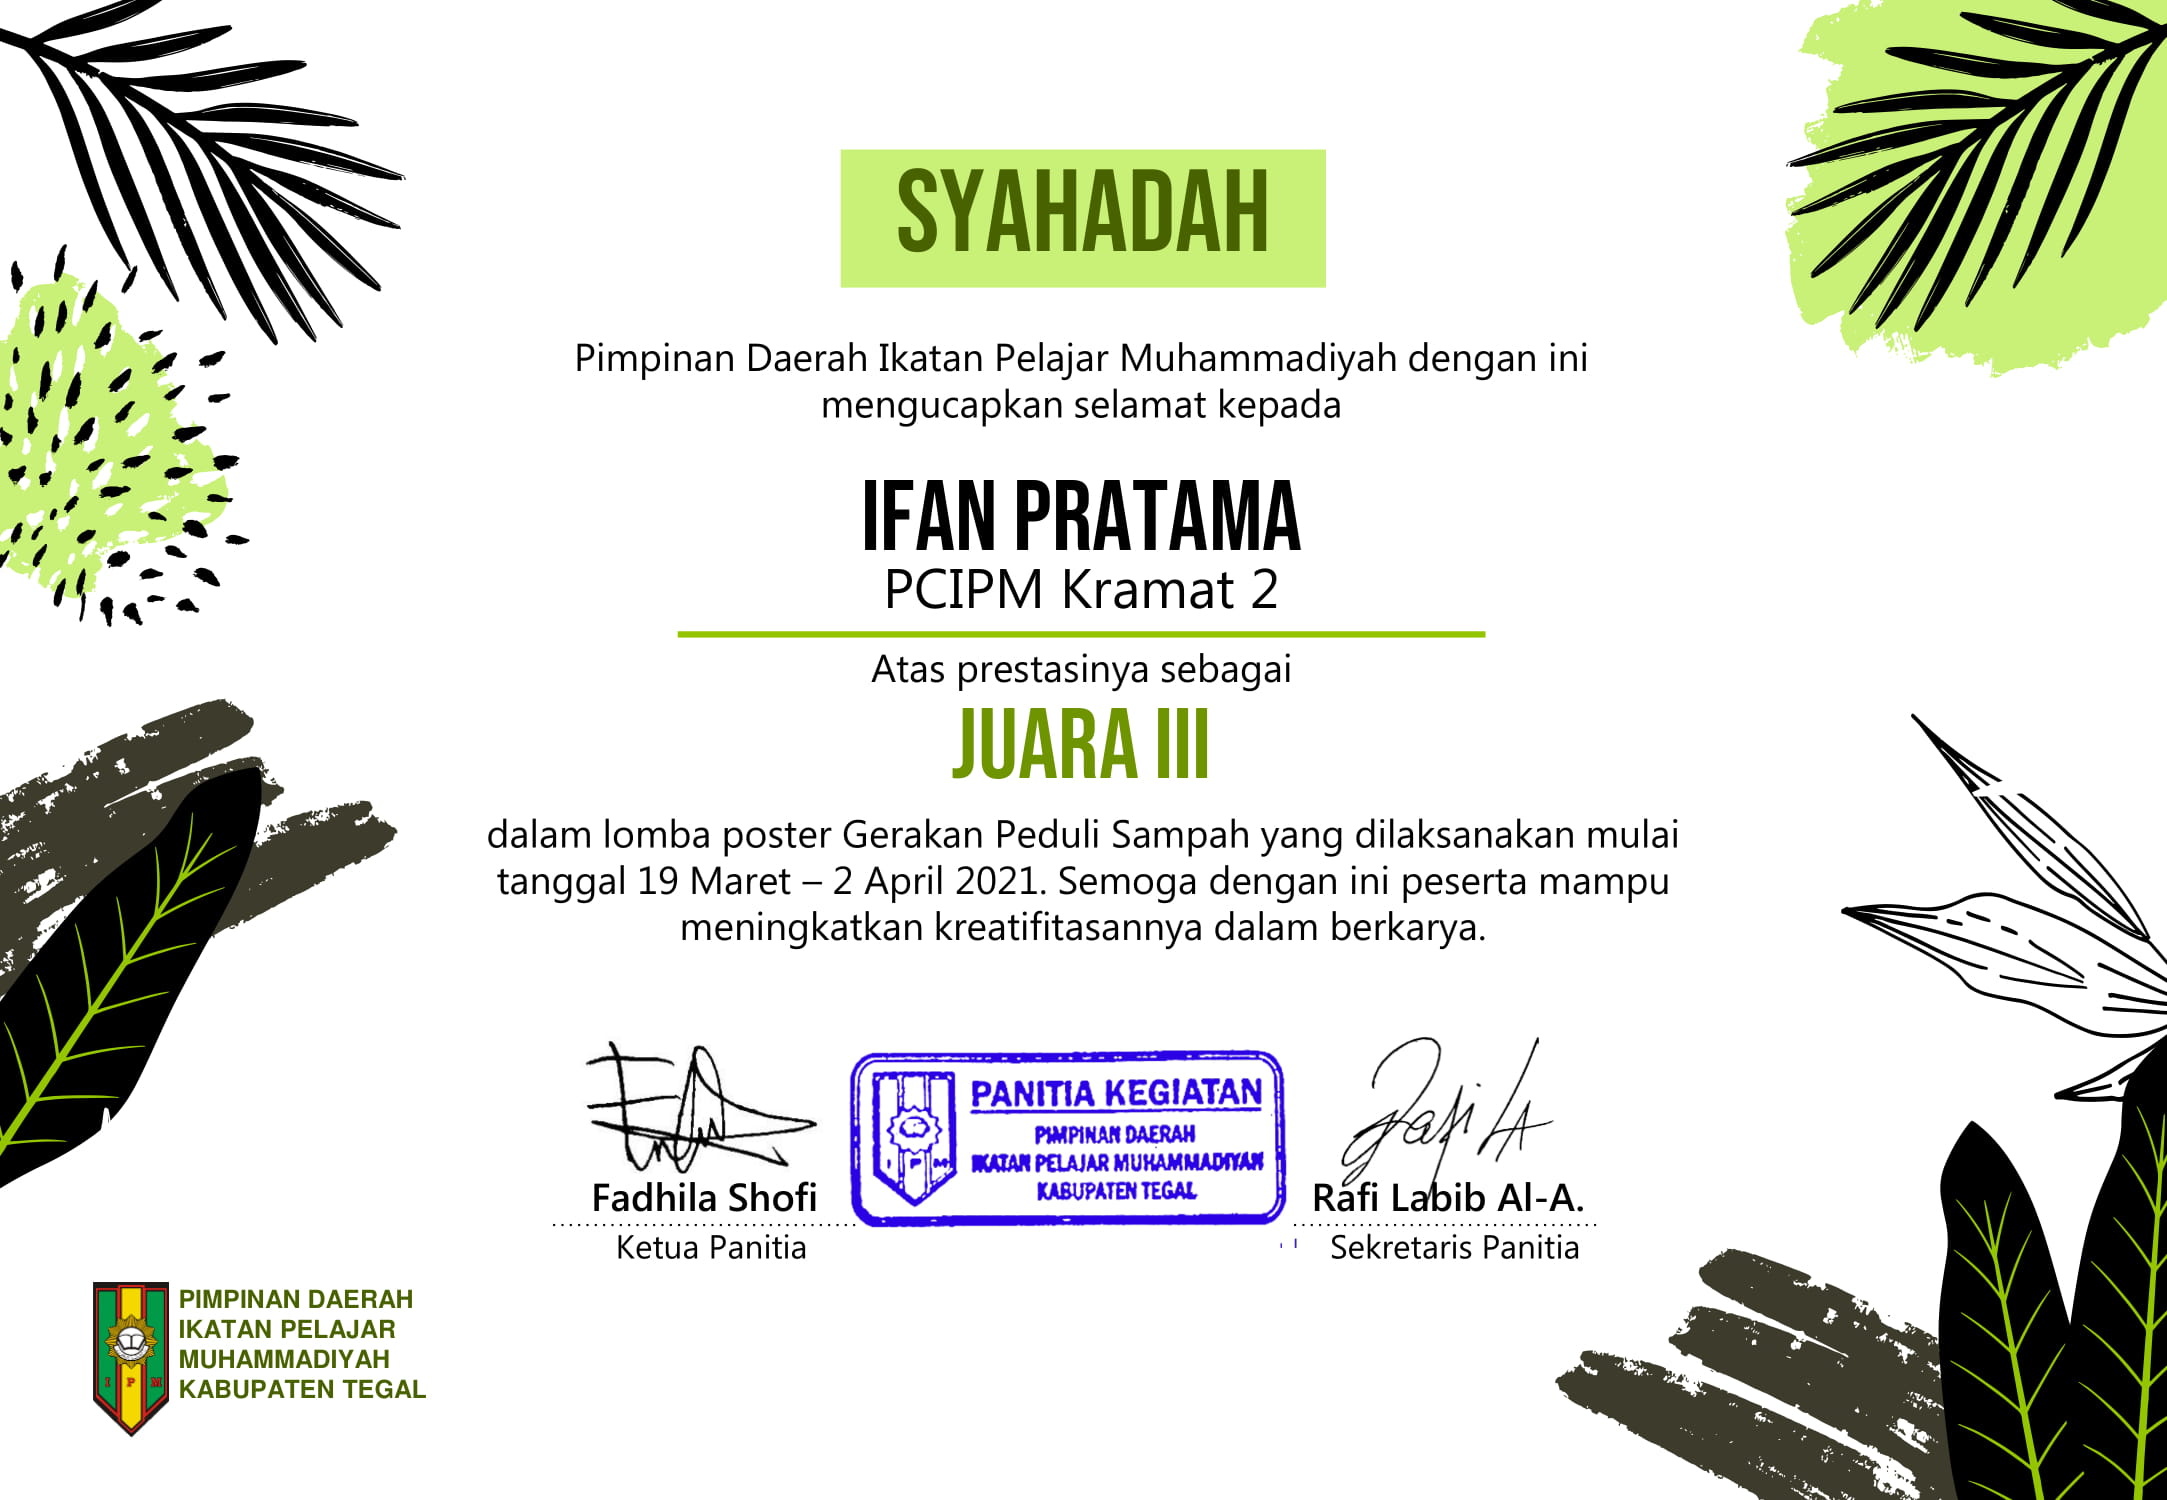 SYAHADAH
Pimpinan Daerah Ikatan Pelajar Muhammadiyah dengan ini
mengucapkan selamat kepada
IFAN PRATAMA
PCIPM Kramat 2
Atas prestasinya sebagai
JUARA III
dalam lomba poster Gerakan Peduli Sampah yang dilaksanakan mulai
tanggal 19 Maret – 2 April 2021. Semoga dengan ini peserta mampu
meningkatkan kreatifitasannya dalam berkarya.
PANITIA KEGIATAN
PIMPINAN DAERAH
IKATAN PELAJAR MUHAMMADIYAH
KABUPATEN TEGAL
I P M
Fadhila Shofi
Ketua Panitia
Rafi LA
Rafi Labib Al-A.
Sekretaris Panitia
PIMPINAN DAERAH
IKATAN PELAJAR
MUHAMMADIYAH
KABUPATEN TEGAL
I P M